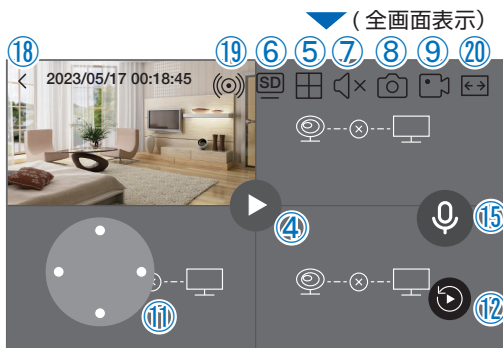 (全画面表示)
⑱ ⑲ ⑥ ⑤ ⑦ ⑧ ⑨ ⑳
2023/05/17 00:18:45 SD
④ ⑮
⑪ ⑫